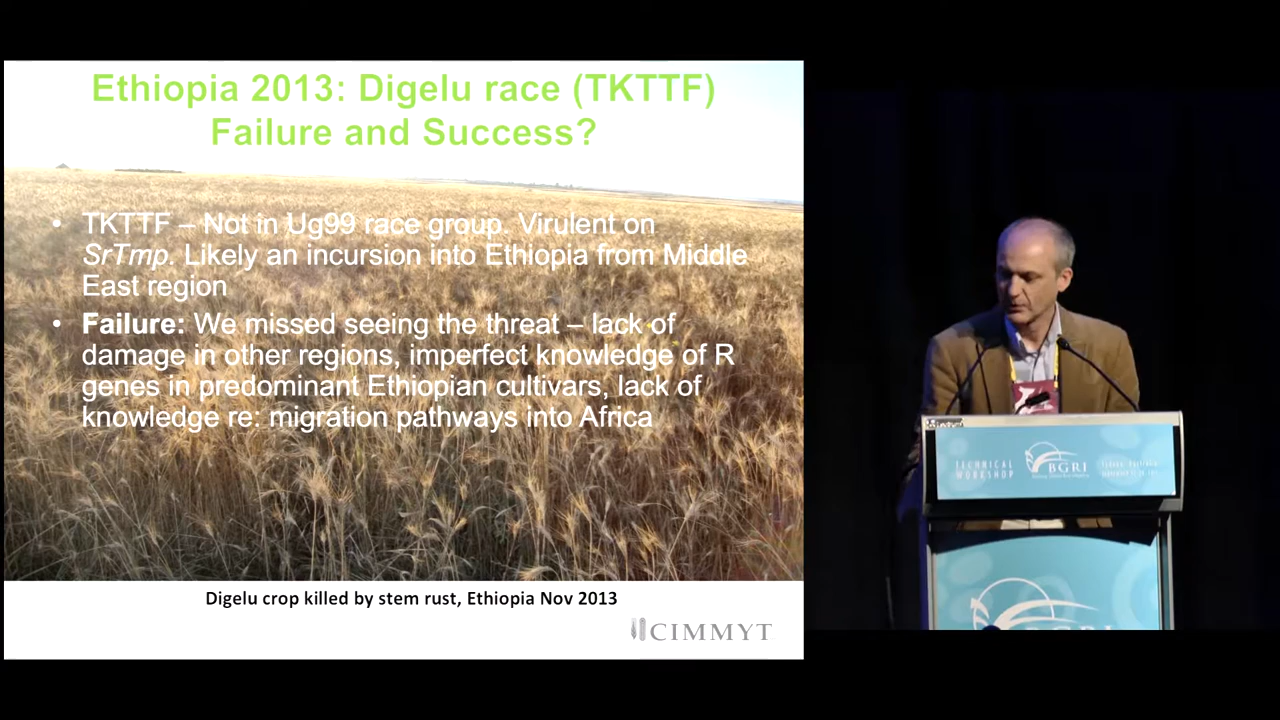 Ethiopia 2013: Digelu race (TKTTF)
Failure and Success?
• TKTTF – Not in Ug99 race group. Virulent on
SrTmp. Likely an incursion into Ethiopia from Middle
East region
• Failure: We missed seeing the threat – lack of
damage in other regions, imperfect knowledge of R
genes in predominant Ethiopian cultivars, lack of
knowledge re: migration pathways into Africa
Digelu crop killed by stem rust, Ethiopia Nov 2013
CIMMYT
TECHNICAL
WORKSHOP
BGRI
BGRI